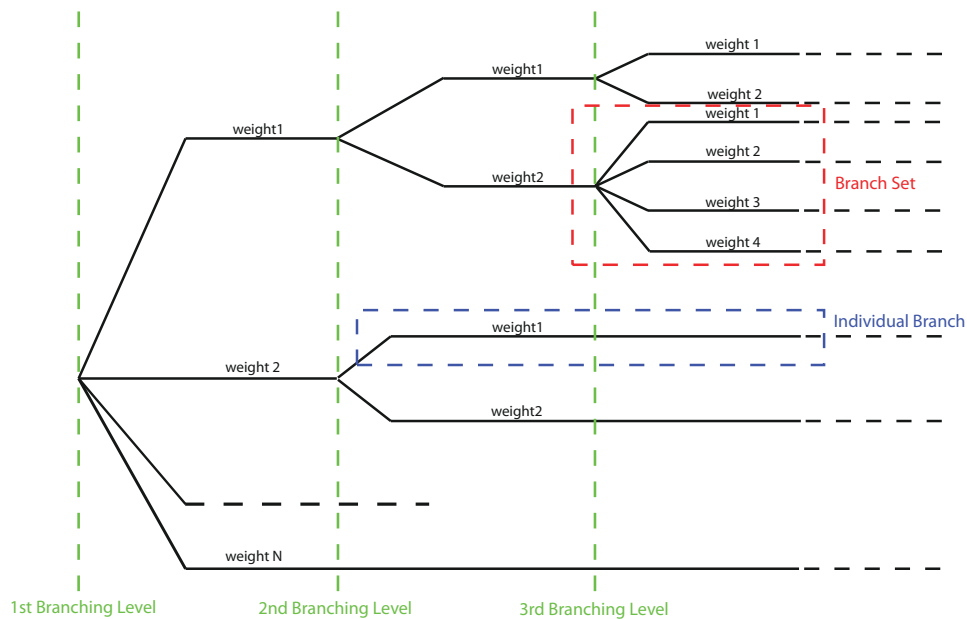 weight 1
weight1
weight 2
weight 1
weight1
weight 2
weight2
Branch Set
weight 3
weight 4
Individual Branch
weight1
weight 2
weight2
weight N
1st Branching Level
2nd Branching Level
3rd Branching Level